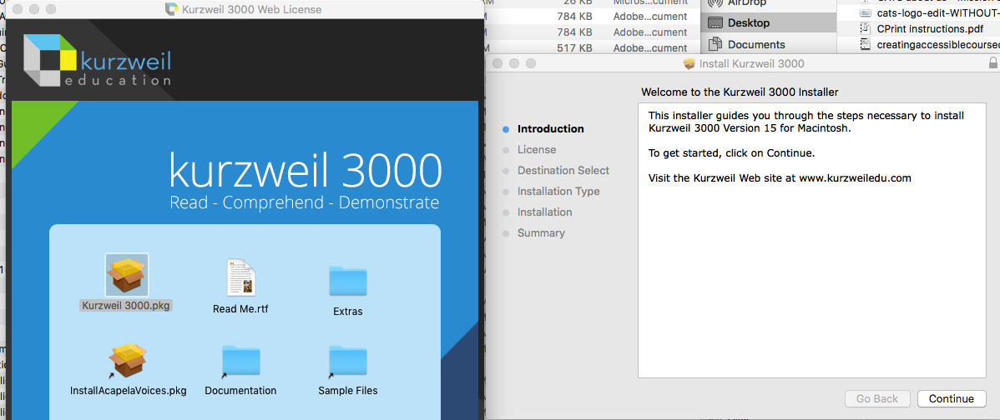 Kurzweil 3000 Web License
kurzweil
education
kurzweil 3000
Read - Comprehend - Demonstrate
Kurzweil 3000.pkg
Read Me.rtf
Extras
InstallAcapelaVoices.pkg
Documentation
Sample Files
26 KB Micros...cument
784 KB Adobe...cument
784 KB Adobe...cument
517 KB Adobe...cument
AirDrop
Desktop
Documents
cats-logo-edit-WITHOUT-
CPrint instructions.pdf
creatingaccessiblecoursed
Install Kurzweil 3000
Welcome to the Kurzweil 3000 Installer
Introduction
License
Destination Select
Installation Type
Installation
Summary
This installer guides you through the steps necessary to install
Kurzweil 3000 Version 15 for Macintosh.
To get started, click on Continue.
Visit the Kurzweil Web site at www.kurzweiledu.com
Go Back
Continue